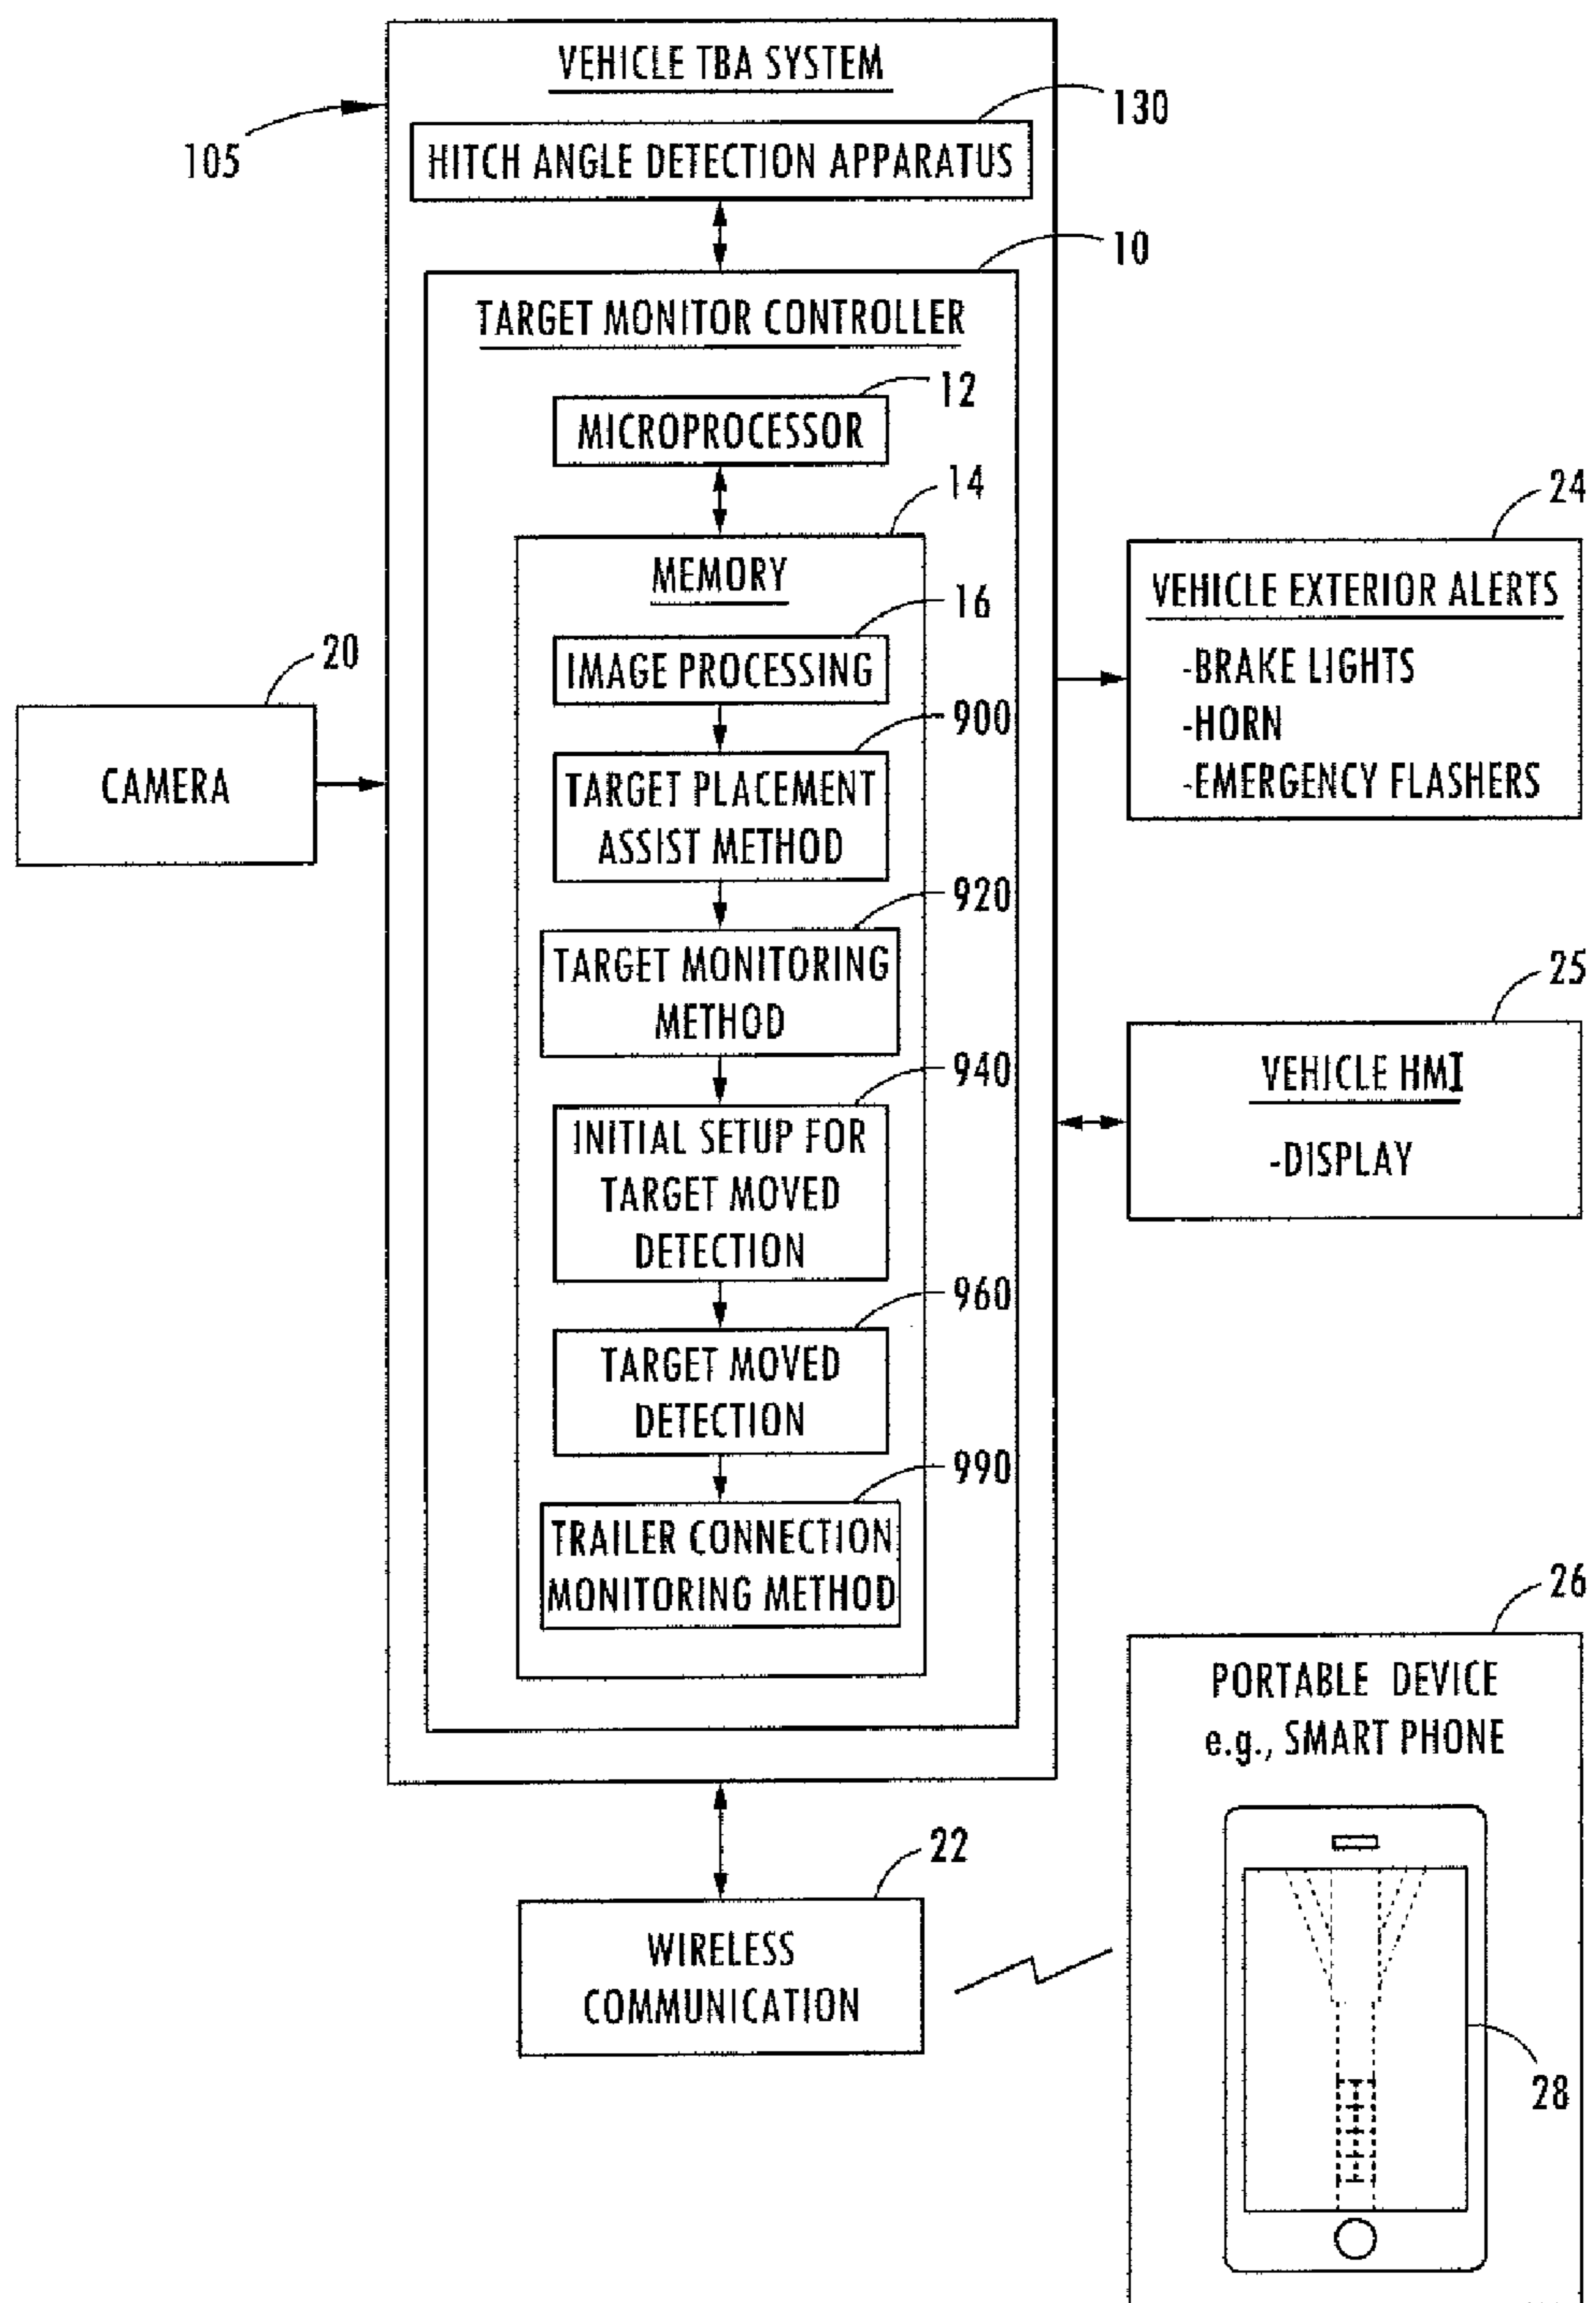 VEHICLE TBA SYSTEM
105
130
HITCH ANGLE DETECTION APPARATUS
10
TARGET MONITOR CONTROLLER
12
MICROPROCESSOR
14
MEMORY
16
IMAGE PROCESSING
900
TARGET PLACEMENT
ASSIST METHOD
920
TARGET MONITORING
METHOD
940
INITIAL SETUP FOR
TARGET MOVED
DETECTION
960
TARGET MOVED
DETECTION
990
TRAILER CONNECTION
MONITORING METHOD
20
CAMERA
24
VEHICLE EXTERIOR ALERTS
-BRAKE LIGHTS
-HORN
-EMERGENCY FLASHERS
25
VEHICLE HMI
-DISPLAY
22
WIRELESS
COMMUNICATION
26
PORTABLE DEVICE
e.g., SMART PHONE
28